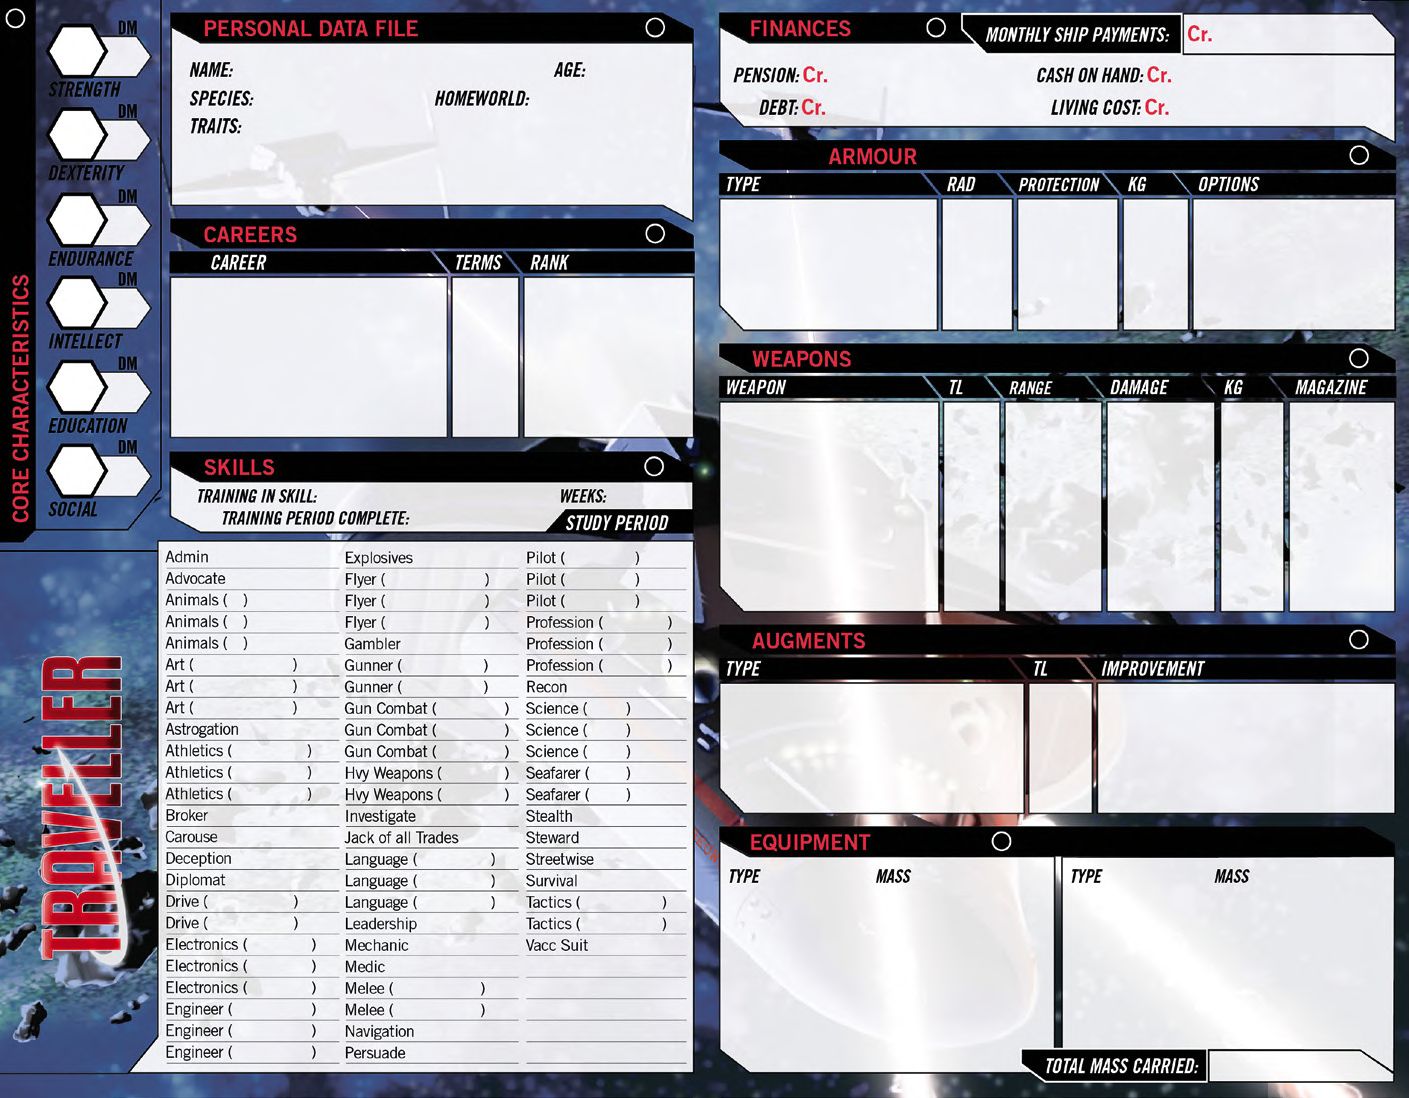 CORE CHARACTERISTICS
DM
STRENGTH
DM
DEXTERITY
DM
ENDURANCE
DM
INTELLECT
DM
EDUCATION
DM
SOCIAL
TRAVELLER
PERSONAL DATA FILE
NAME: AGE:
SPECIES: HOMEWORLD:
TRAITS:
CAREERS
CAREER TERMS RANK
SKILLS
TRAINING IN SKILL: WEEKS:
TRAINING PERIOD COMPLETE: STUDY PERIOD
Admin
Advocate
Animals ( )
Animals ( )
Animals ( )
Art ( )
Art ( )
Art ( )
Astrogation
Athletics ( )
Athletics ( )
Athletics ( )
Broker
Carouse
Deception
Diplomat
Drive ( )
Drive ( )
Electronics ( )
Electronics ( )
Electronics ( )
Engineer ( )
Engineer ( )
Engineer ( )
Explosives
Flyer ( )
Flyer ( )
Flyer ( )
Gambler
Gunner ( )
Gunner ( )
Gun Combat ( )
Gun Combat ( )
Gun Combat ( )
Hvy Weapons ( )
Hvy Weapons ( )
Investigate
Jack of all Trades
Language ( )
Language ( )
Language ( )
Leadership
Mechanic
Medic
Melee ( )
Melee ( )
Navigation
Persuade
Pilot ( )
Pilot ( )
Pilot ( )
Profession ( )
Profession ( )
Profession ( )
Recon
Science ( )
Science ( )
Science ( )
Seafarer ( )
Seafarer ( )
Stealth
Steward
Streetwise
Survival
Tactics ( )
Tactics ( )
Vacc Suit
FINANCES MONTHLY SHIP PAYMENTS: Cr.
PENSION: Cr. CASH ON HAND: Cr.
DEBT: Cr. LIVING COST: Cr.
ARMOUR
TYPE RAD PROTECTION KG OPTIONS
WEAPONS
WEAPON TL RANGE DAMAGE KG MAGAZINE
AUGMENTS
TYPE TL IMPROVEMENT
EQUIPMENT
TYPE MASS TYPE MASS
TOTAL MASS CARRIED: